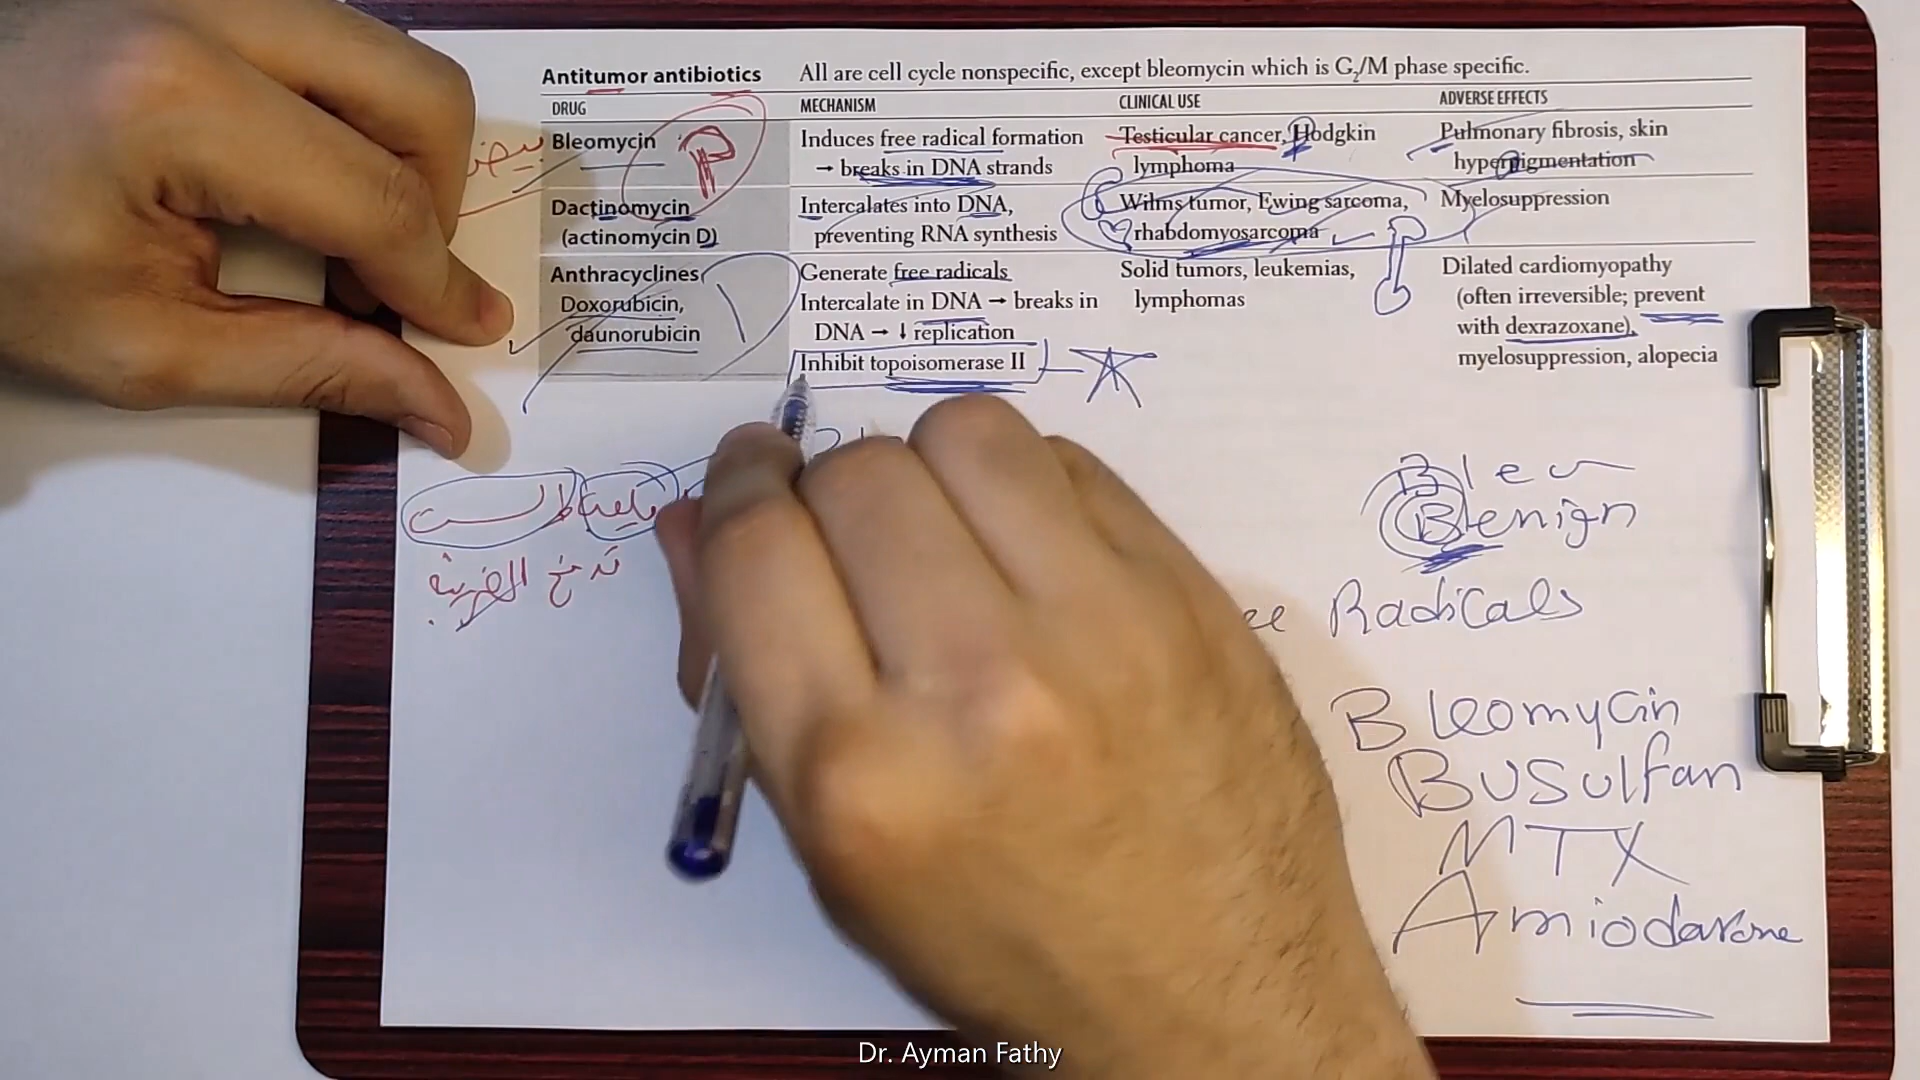 Antitumor antibiotics All are cell cycle nonspecific, except bleomycin which is G2/M phase specific.
DRUG MECHANISM CLINICAL USE ADVERSE EFFECTS
Bleomycin Induces free radical formation → breaks in DNA strands Testicular cancer, Hodgkin lymphoma Pulmonary fibrosis, skin hyperpigmentation
Dactinomycin (actinomycin D) Intercalates into DNA, preventing RNA synthesis Wilms tumor, Ewing sarcoma, rhabdomyosarcoma Myelosuppression
Anthracyclines Doxorubicin, daunorubicin Generate free radicals Intercalate in DNA → breaks in DNA → ↓ replication Inhibit topoisomerase II Solid tumors, leukemias, lymphomas Dilated cardiomyopathy (often irreversible; prevent with dexrazoxane), myelosuppression, alopecia
Bleu
Benign
Radicals
Bleomycin
Busulfan
MTX
Amiodarone
Dr. Ayman Fathy